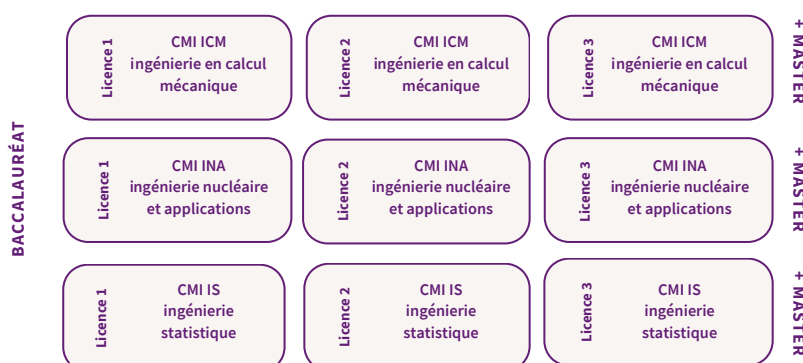 BACCALAURÉAT
Licence 1
CMI ICM
ingénierie en calcul
mécanique
Licence 2
CMI ICM
ingénierie en calcul
mécanique
Licence 3
CMI ICM
ingénierie en calcul
mécanique
+ MASTER
Licence 1
CMI INA
ingénierie nucléaire
et applications
Licence 2
CMI INA
ingénierie nucléaire
et applications
Licence 3
CMI INA
ingénierie nucléaire
et applications
+ MASTER
Licence 1
CMI IS
ingénierie
statistique
Licence 2
CMI IS
ingénierie
statistique
Licence 3
CMI IS
ingénierie
statistique
+ MASTER